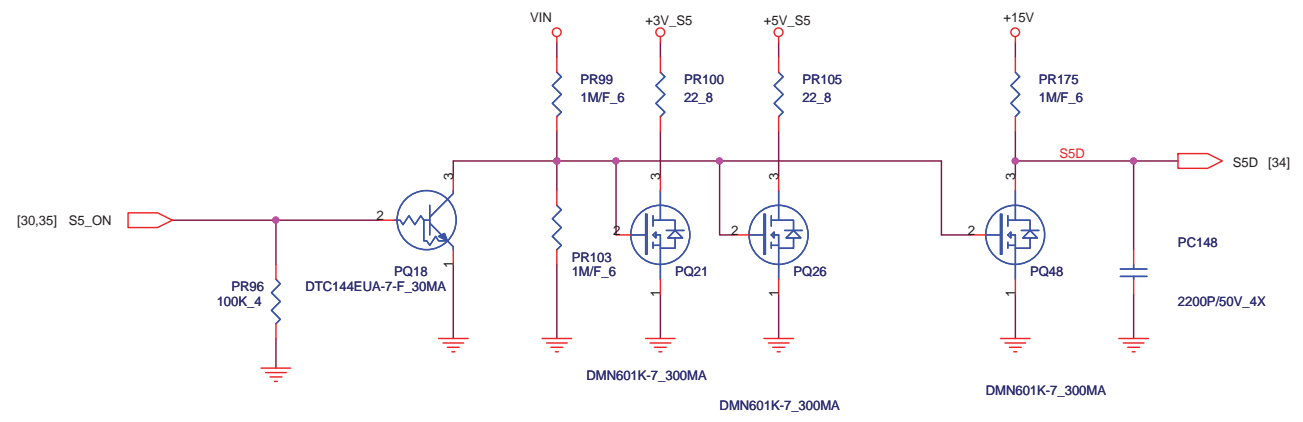 VIN
+3V_S5
+5V_S5
+15V
PR99
1M/F_6
PR100
22_8
PR105
22_8
PR175
1M/F_6
S5D
S5D [34]
3
3
3
3
[30,35] S5_ON
2
2
2
2
PR103
1M/F_6
PQ18
DTC144EUA-7-F_30MA
1
PQ21
1
PQ26
1
PQ48
1
PC148
2200P/50V_4X
PR96
100K_4
DMN601K-7_300MA
DMN601K-7_300MA
DMN601K-7_300MA